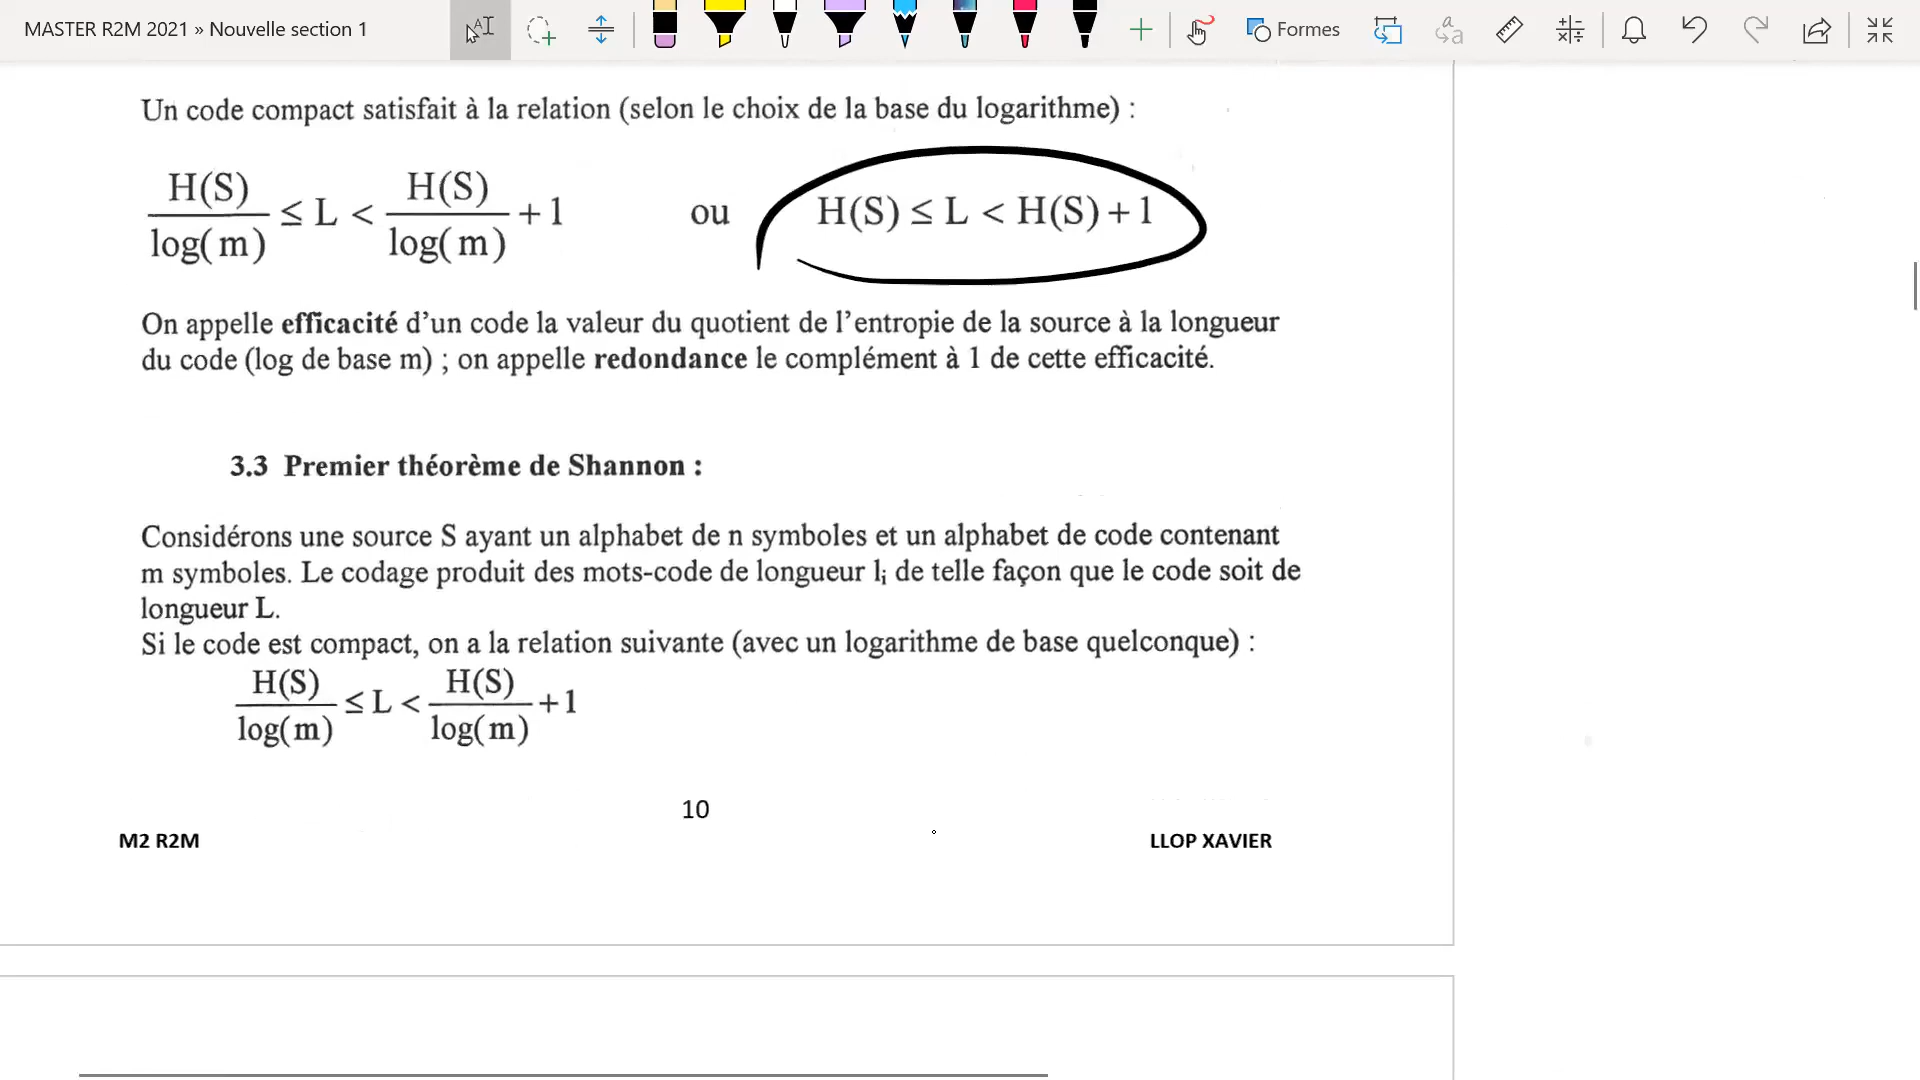 MASTER R2M 2021 » Nouvelle section 1
Formes
Un code compact satisfait à la relation (selon le choix de la base du logarithme) :
H(S)/log(m) ≤ L < H(S)/log(m) + 1 ou H(S) ≤ L < H(S) + 1
On appelle efficacité d'un code la valeur du quotient de l'entropie de la source à la longueur
du code (log de base m) ; on appelle redondance le complément à 1 de cette efficacité.
3.3 Premier théorème de Shannon :
Considérons une source S ayant un alphabet de n symboles et un alphabet de code contenant
m symboles. Le codage produit des mots-code de longueur lᵢ de telle façon que le code soit de
longueur L.
Si le code est compact, on a la relation suivante (avec un logarithme de base quelconque) :
H(S)/log(m) ≤ L < H(S)/log(m) + 1
10
M2 R2M LLOP XAVIER